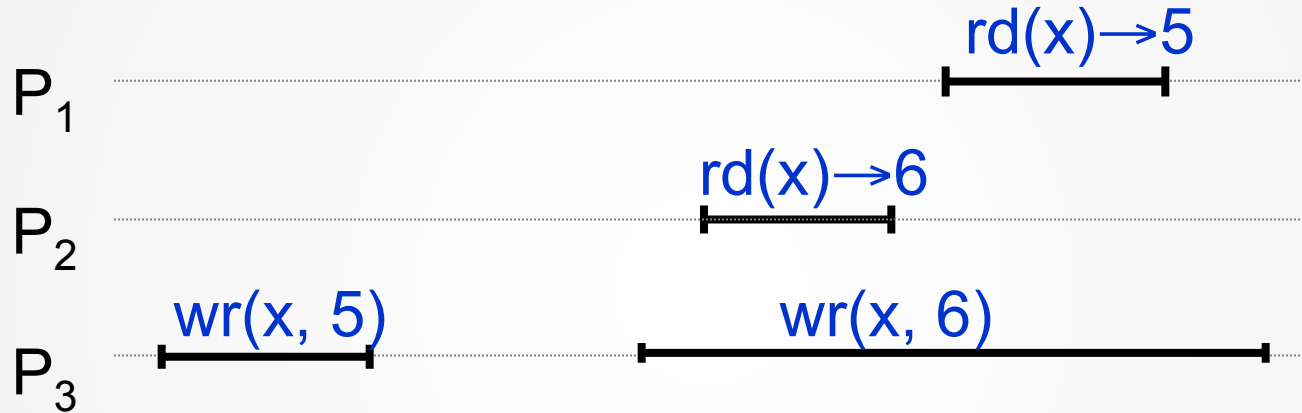 rd(x)→5
P₁
rd(x)→6
P₂
wr(x, 5) wr(x, 6)
P₃